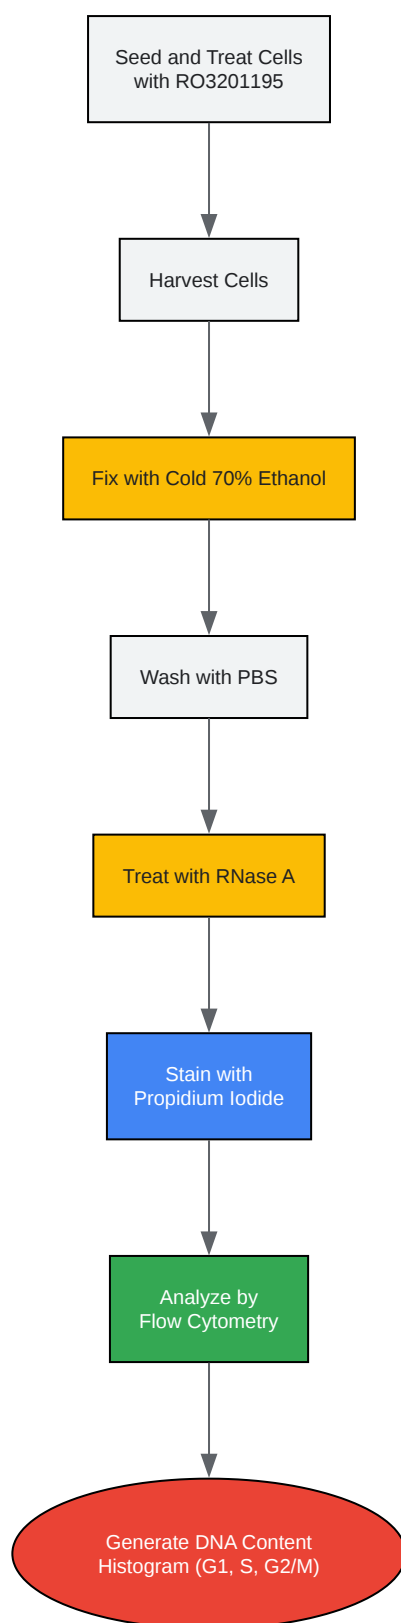 Seed and Treat Cells
with RO3201195
Harvest Cells
Fix with Cold 70% Ethanol
Wash with PBS
Treat with RNase A
Stain with
Propidium Iodide
Analyze by
Flow Cytometry
Generate DNA Content
Histogram (G1, S, G2/M)